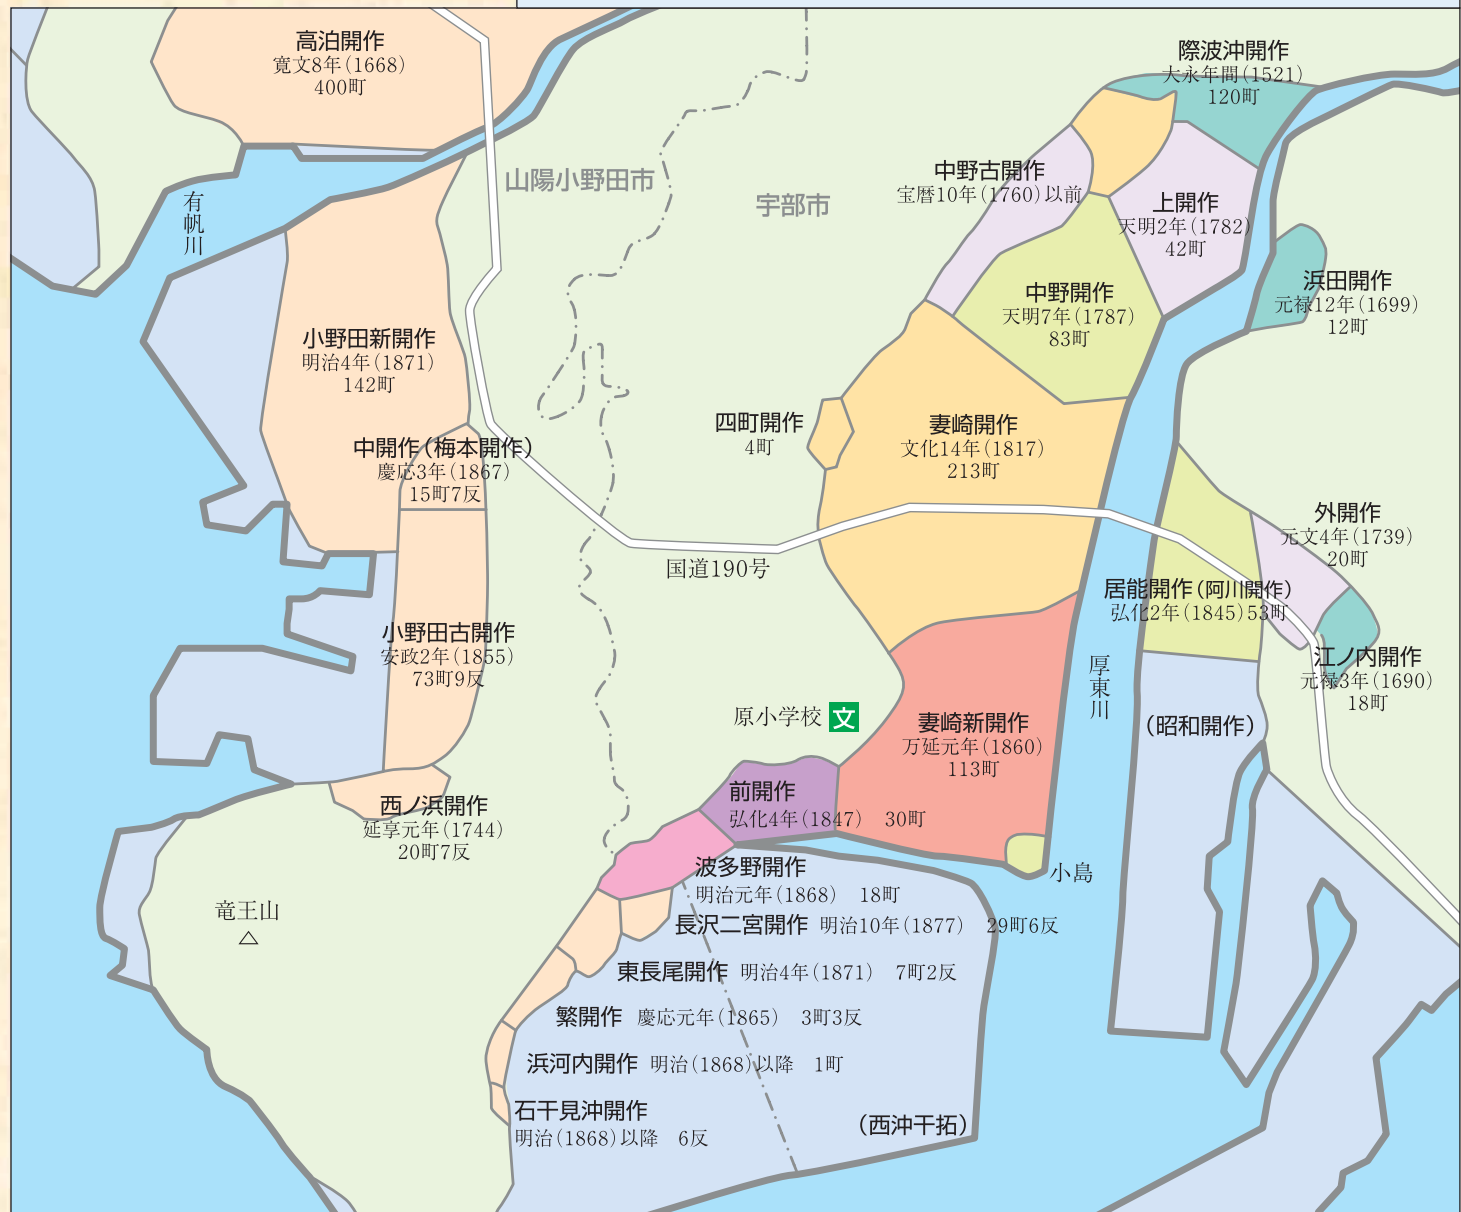 高泊開作
寛文8年(1668)
400町
際波沖開作
大永年間(1521)
120町
山陽小野田市
宇部市
中野古開作
宝暦10年(1760)以前
上開作
天明2年(1782)
42町
有帆川
浜田開作
元禄12年(1699)
12町
中野開作
天明7年(1787)
83町
小野田新開作
明治4年(1871)
142町
四町開作
4町
妻崎開作
文化14年(1817)
213町
中開作(梅本開作)
慶応3年(1867)
15町7反
外開作
元文4年(1739)
20町
国道190号
居能開作(阿川開作)
弘化2年(1845)53町
小野田古開作
安政2年(1855)
73町9反
江ノ内開作
元禄3年(1690)
18町
厚東川
原小学校 文
妻崎新開作
万延元年(1860)
113町
(昭和開作)
前開作
弘化4年(1847) 30町
西ノ浜開作
延享元年(1744)
20町7反
波多野開作
明治元年(1868) 18町
小島
長沢二宮開作 明治10年(1877) 29町6反
竜王山
東長尾開作 明治4年(1871) 7町2反
繁開作 慶応元年(1865) 3町3反
浜河内開作 明治(1868)以降 1町
石干見沖開作
明治(1868)以降 6反
(西沖干拓)